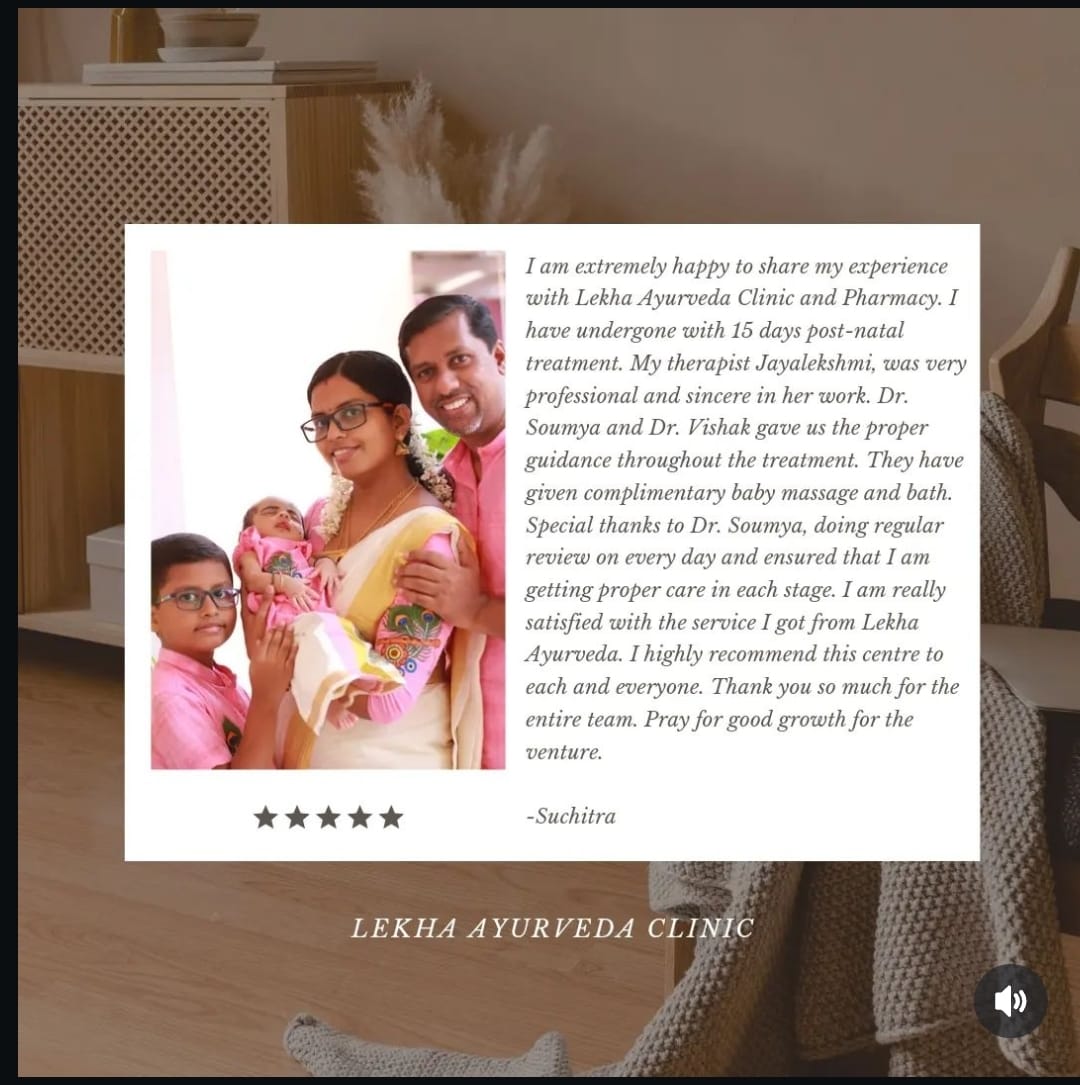 I am extremely happy to share my experience
with Lekha Ayurveda Clinic and Pharmacy. I
have undergone with 15 days post-natal
treatment. My therapist Jayalekshmi, was very
professional and sincere in her work. Dr.
Soumya and Dr. Vishak gave us the proper
guidance throughout the treatment. They have
given complimentary baby massage and bath.
Special thanks to Dr. Soumya, doing regular
review on every day and ensured that I am
getting proper care in each stage. I am really
satisfied with the service I got from Lekha
Ayurveda. I highly recommend this centre to
each and everyone. Thank you so much for the
entire team. Pray for good growth for the
venture.
-Suchitra
LEKHA AYURVEDA CLINIC